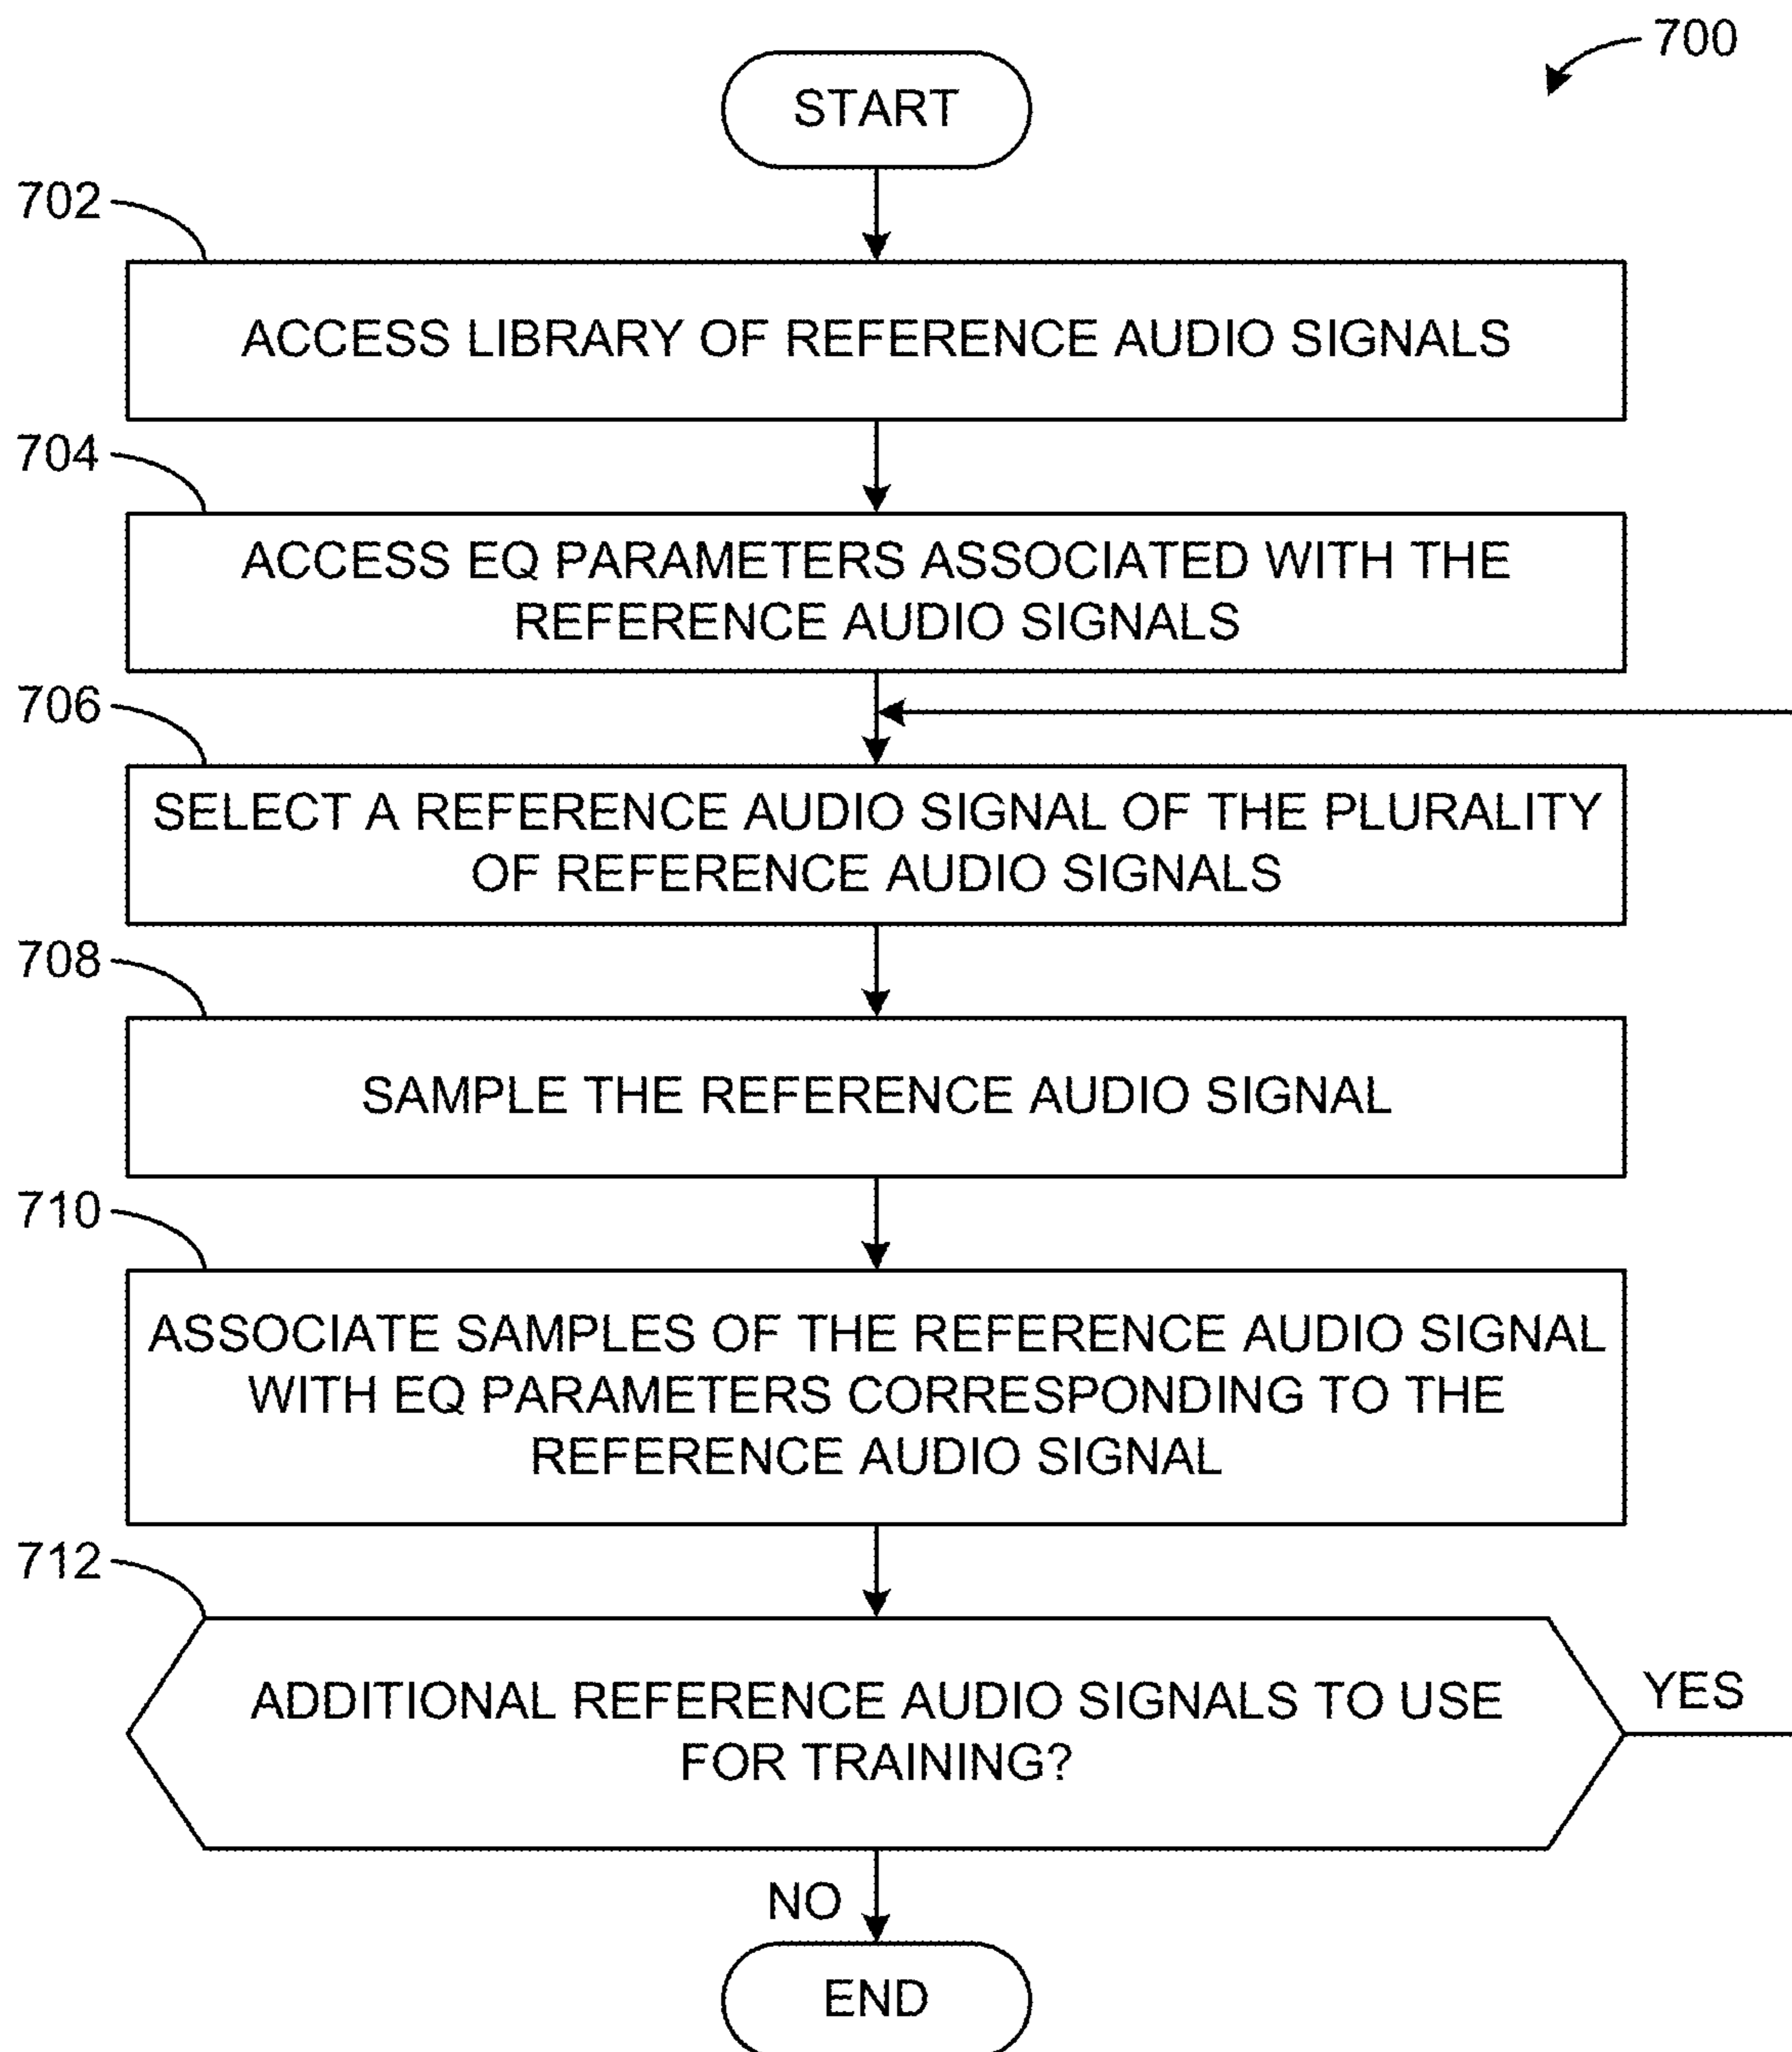 700
START
702
ACCESS LIBRARY OF REFERENCE AUDIO SIGNALS
704
ACCESS EQ PARAMETERS ASSOCIATED WITH THE
REFERENCE AUDIO SIGNALS
706
SELECT A REFERENCE AUDIO SIGNAL OF THE PLURALITY
OF REFERENCE AUDIO SIGNALS
708
SAMPLE THE REFERENCE AUDIO SIGNAL
710
ASSOCIATE SAMPLES OF THE REFERENCE AUDIO SIGNAL
WITH EQ PARAMETERS CORRESPONDING TO THE
REFERENCE AUDIO SIGNAL
712
ADDITIONAL REFERENCE AUDIO SIGNALS TO USE
FOR TRAINING?
YES
NO
END